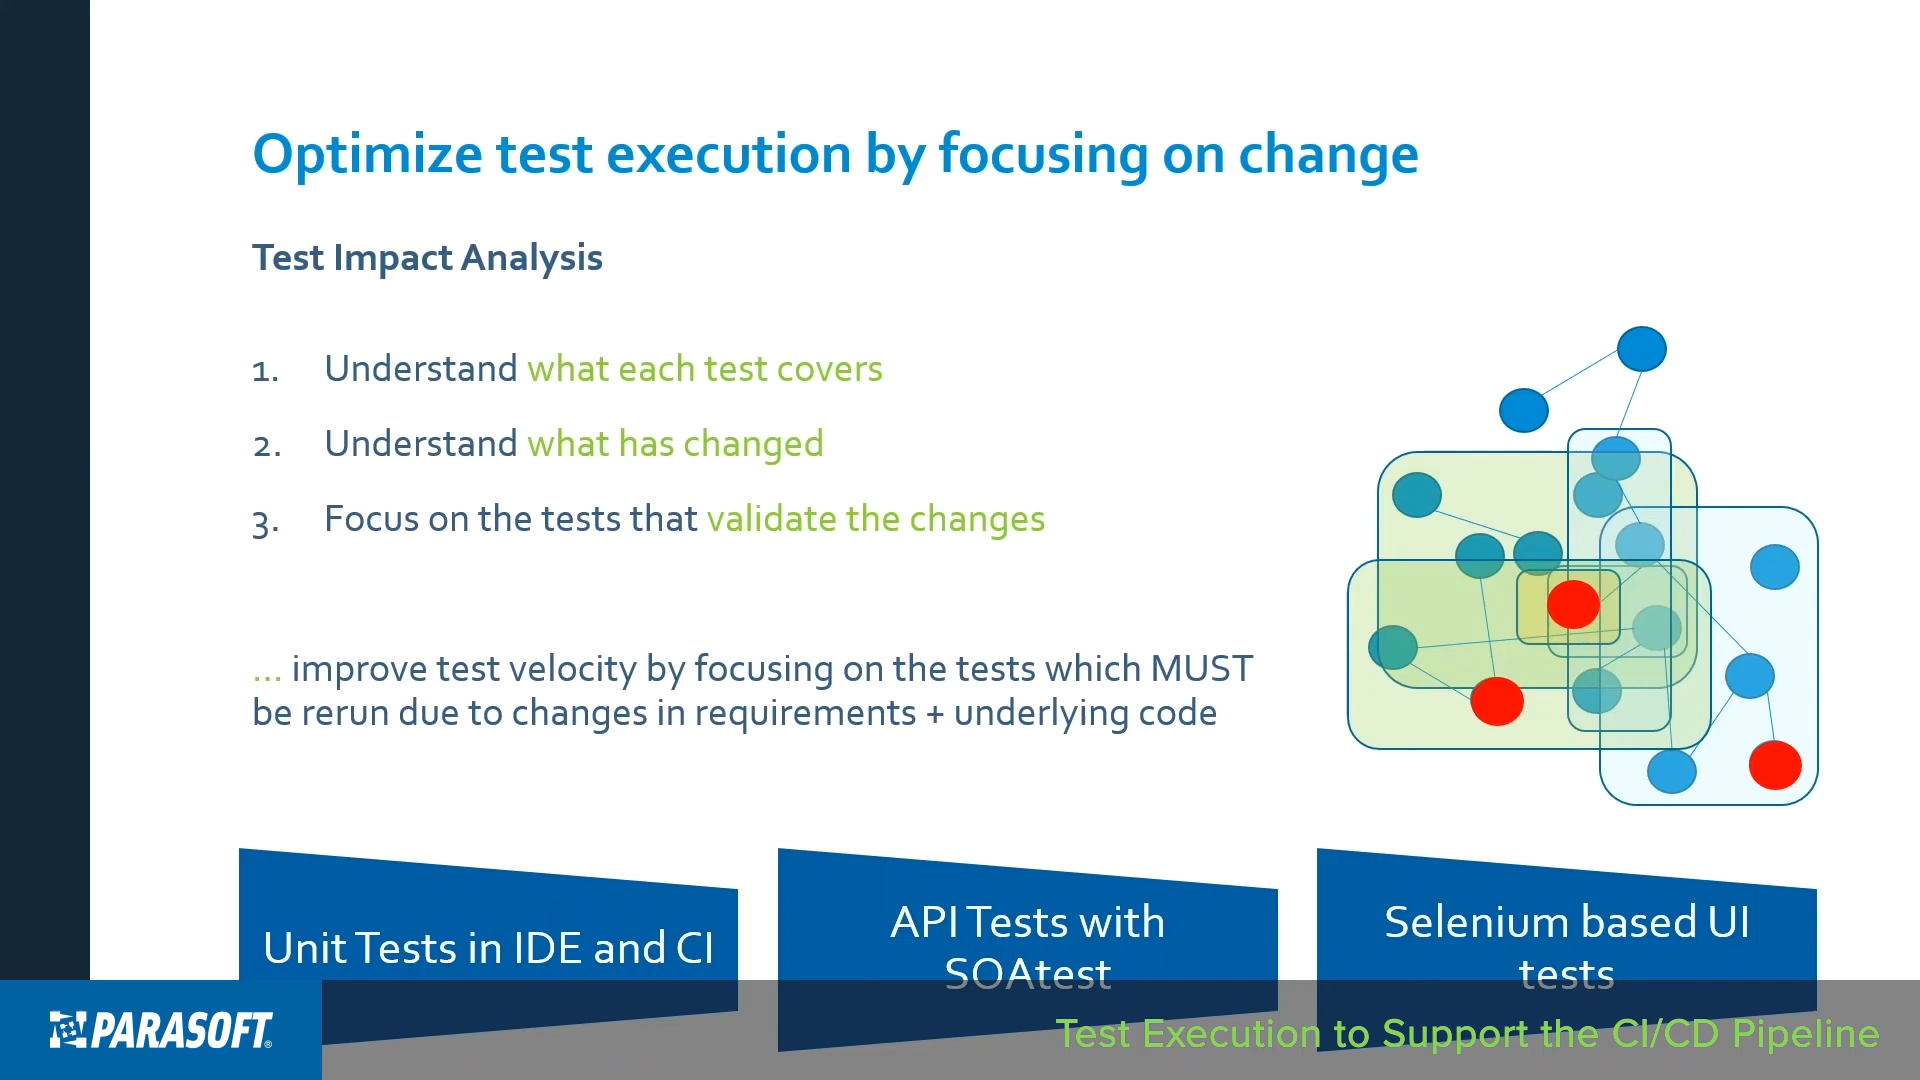 Optimize test execution by focusing on change
Test Impact Analysis
1. Understand what each test covers
2. Understand what has changed
3. Focus on the tests that validate the changes
... improve test velocity by focusing on the tests which MUST
be rerun due to changes in requirements + underlying code
Unit Tests in IDE and CI
API Tests with
SOAtest
Selenium based UI
tests
PARASOFT®
Test Execution to Support the CI/CD Pipeline